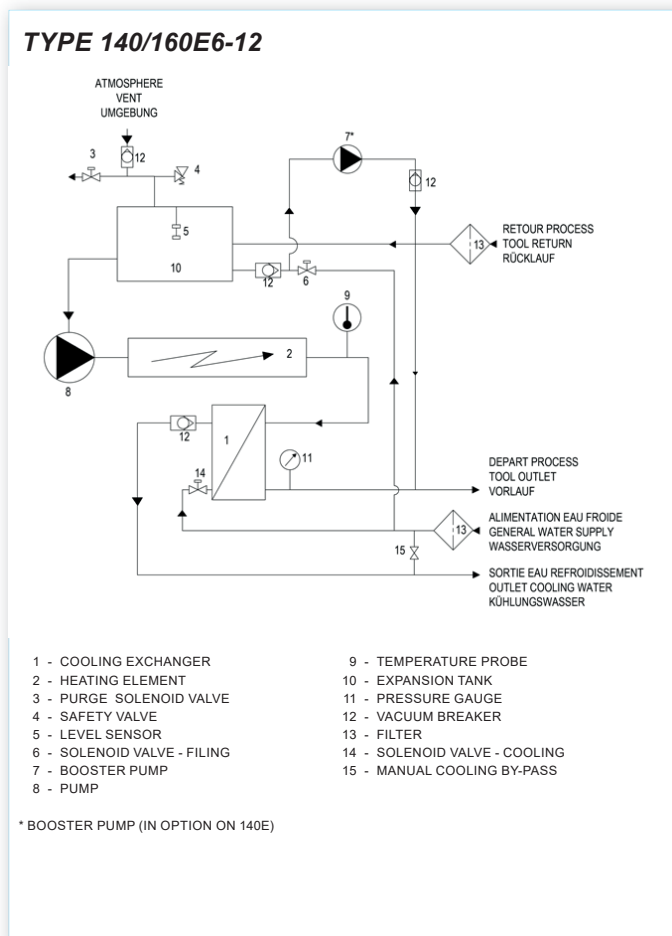 TYPE 140/160E6-12
ATMOSPHERE
VENT
UMGEBUNG
3
12
4
7*
12
5
10
13
RETOUR PROCESS
TOOL RETURN
RÜCKLAUF
12
6
9
2
8
12
1
11
14
DEPART PROCESS
TOOL OUTLET
VORLAUF
13
ALIMENTATION EAU FROIDE
GENERAL WATER SUPPLY
WASSERVERSORGUNG
15
SORTIE EAU REFROIDISSEMENT
OUTLET COOLING WATER
KÜHLUNGSWASSER
1 - COOLING EXCHANGER
2 - HEATING ELEMENT
3 - PURGE SOLENOID VALVE
4 - SAFETY VALVE
5 - LEVEL SENSOR
6 - SOLENOID VALVE - FILING
7 - BOOSTER PUMP
8 - PUMP
9 - TEMPERATURE PROBE
10 - EXPANSION TANK
11 - PRESSURE GAUGE
12 - VACUUM BREAKER
13 - FILTER
14 - SOLENOID VALVE - COOLING
15 - MANUAL COOLING BY-PASS
* BOOSTER PUMP (IN OPTION ON 140E)